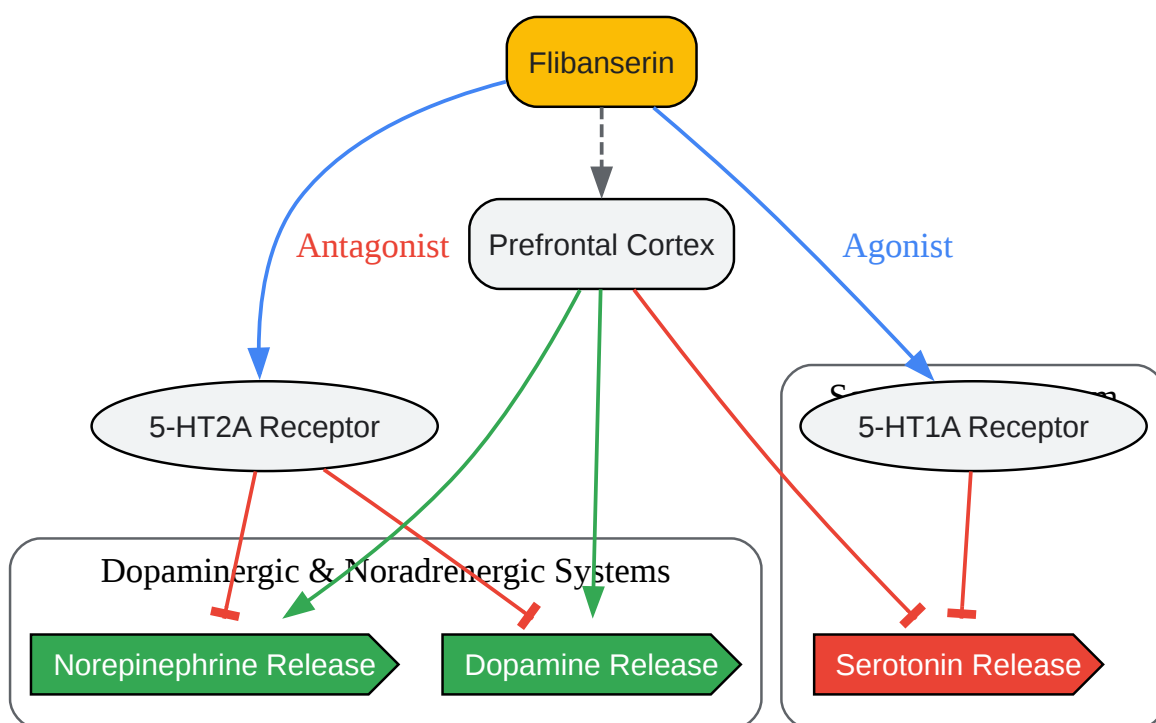 Flibanserin
Antagonist
Prefrontal Cortex
Agonist
5-HT2A Receptor
5-HT1A Receptor
Dopaminergic & Noradrenergic Systems
Norepinephrine Release
Dopamine Release
Serotonin Release